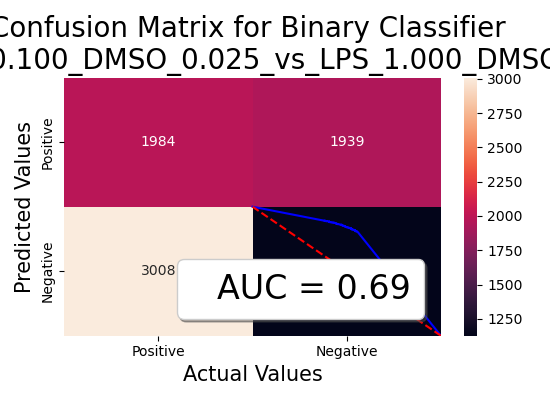 Confusion Matrix for Binary Classifier
0.100_DMSO_0.025_vs_LPS_1.000_DMSO
Predicted Values
Positive
Negative
1984
1939
3008
AUC = 0.69
Positive
Negative
Actual Values
3000
2750
2500
2250
2000
1750
1500
1250